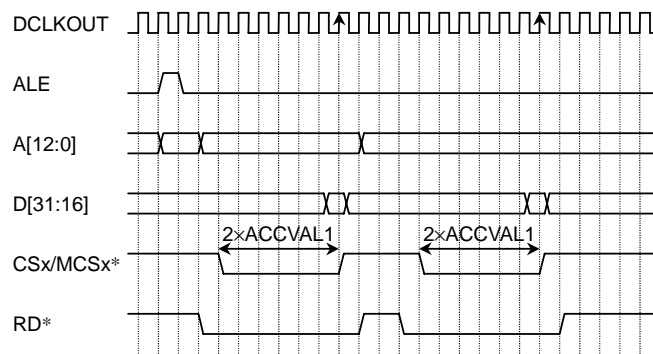 DCLKOUT
ALE
A[12:0]
D[31:16]
2×ACCVAL1 2×ACCVAL1
CSx/MCSx*
RD*